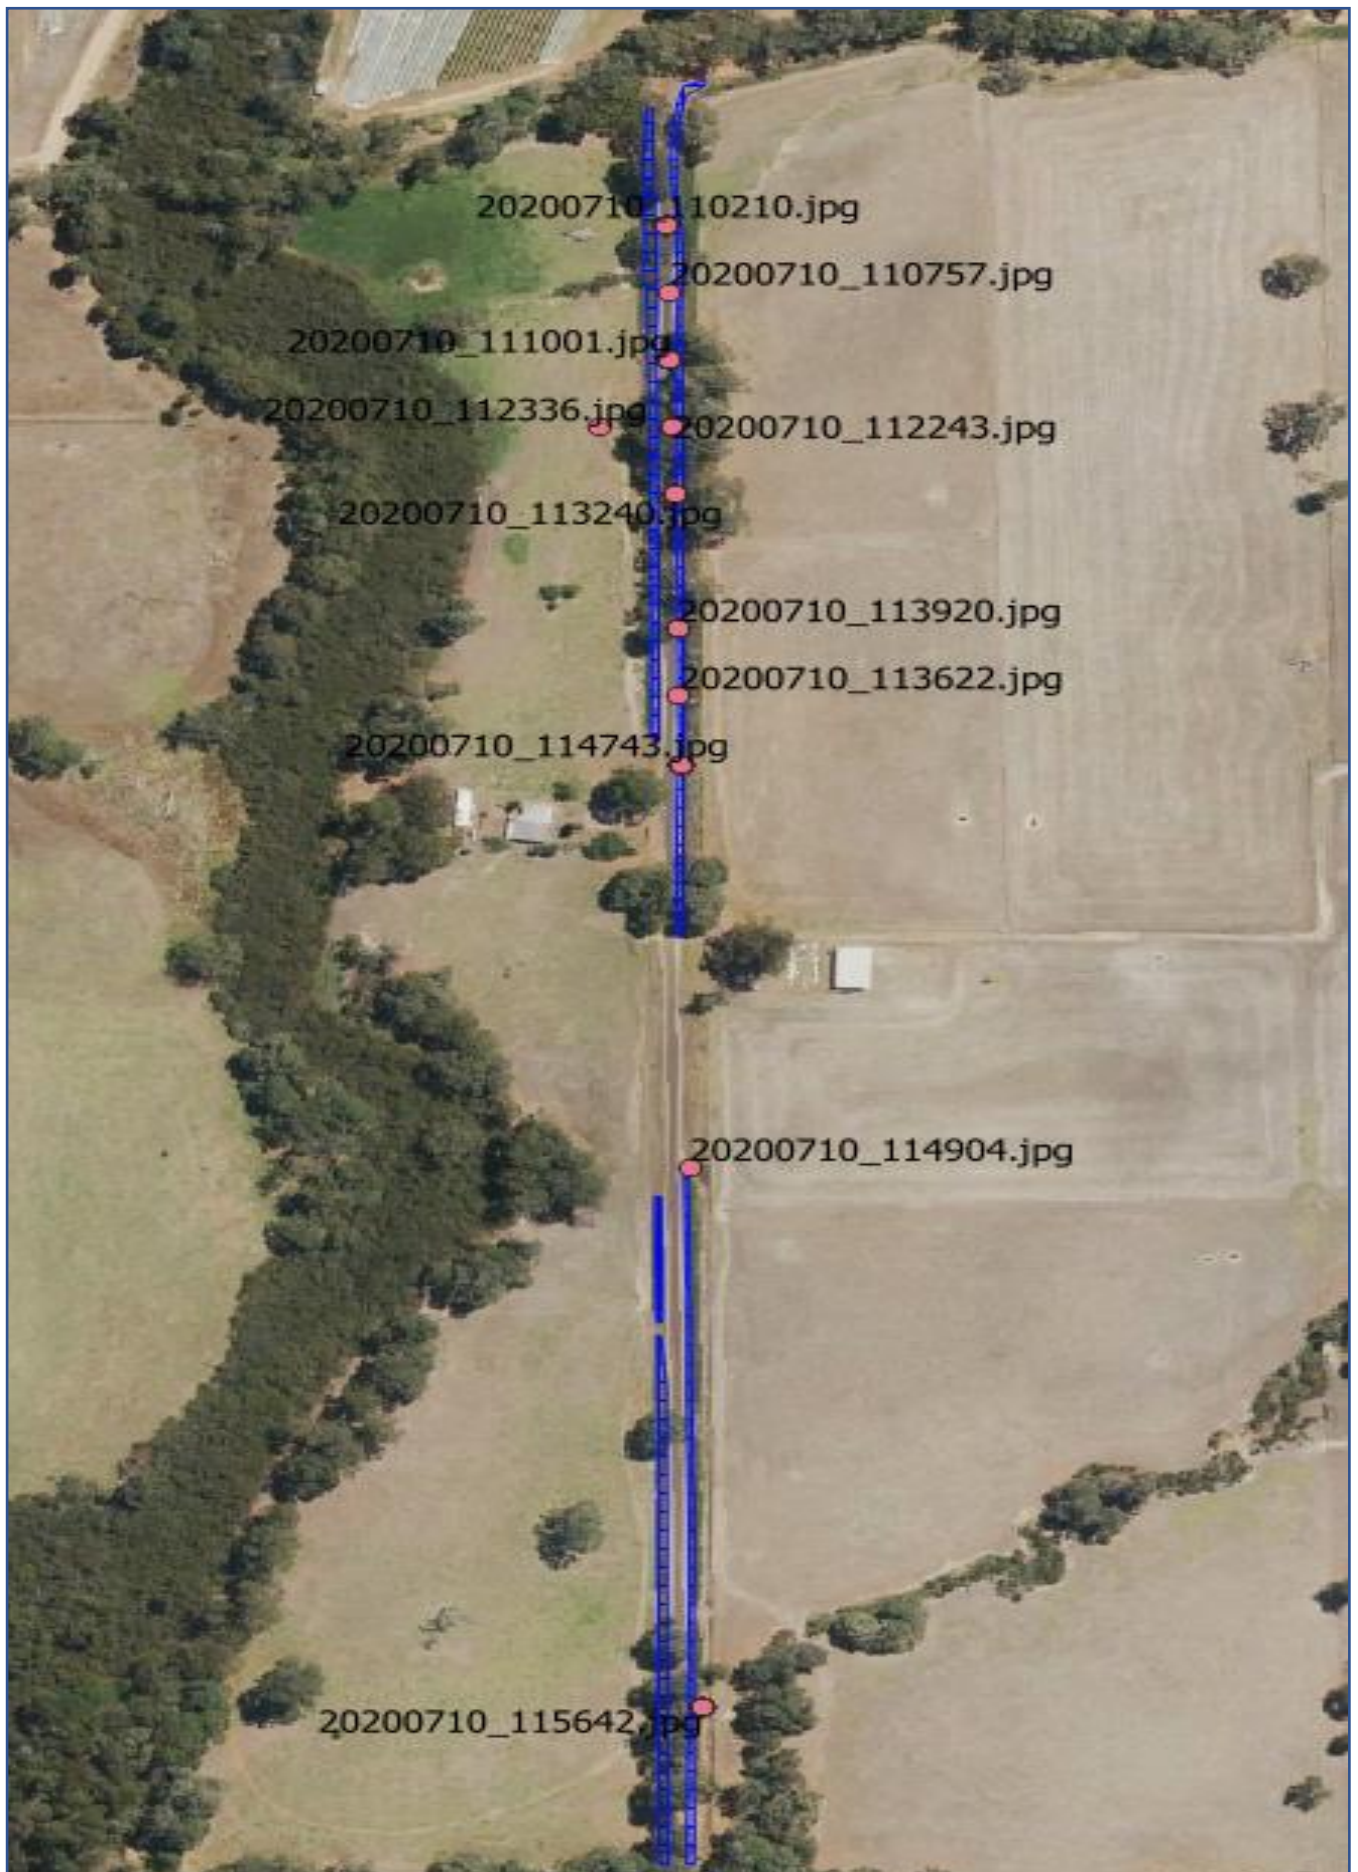 20200710_110210.jpg
20200710_110757.jpg
20200710_111001.jpg
20200710_112336.jpg
20200710_112243.jpg
20200710_113240.jpg
20200710_113920.jpg
20200710_113622.jpg
20200710_114743.jpg
20200710_114904.jpg
20200710_115642.jpg